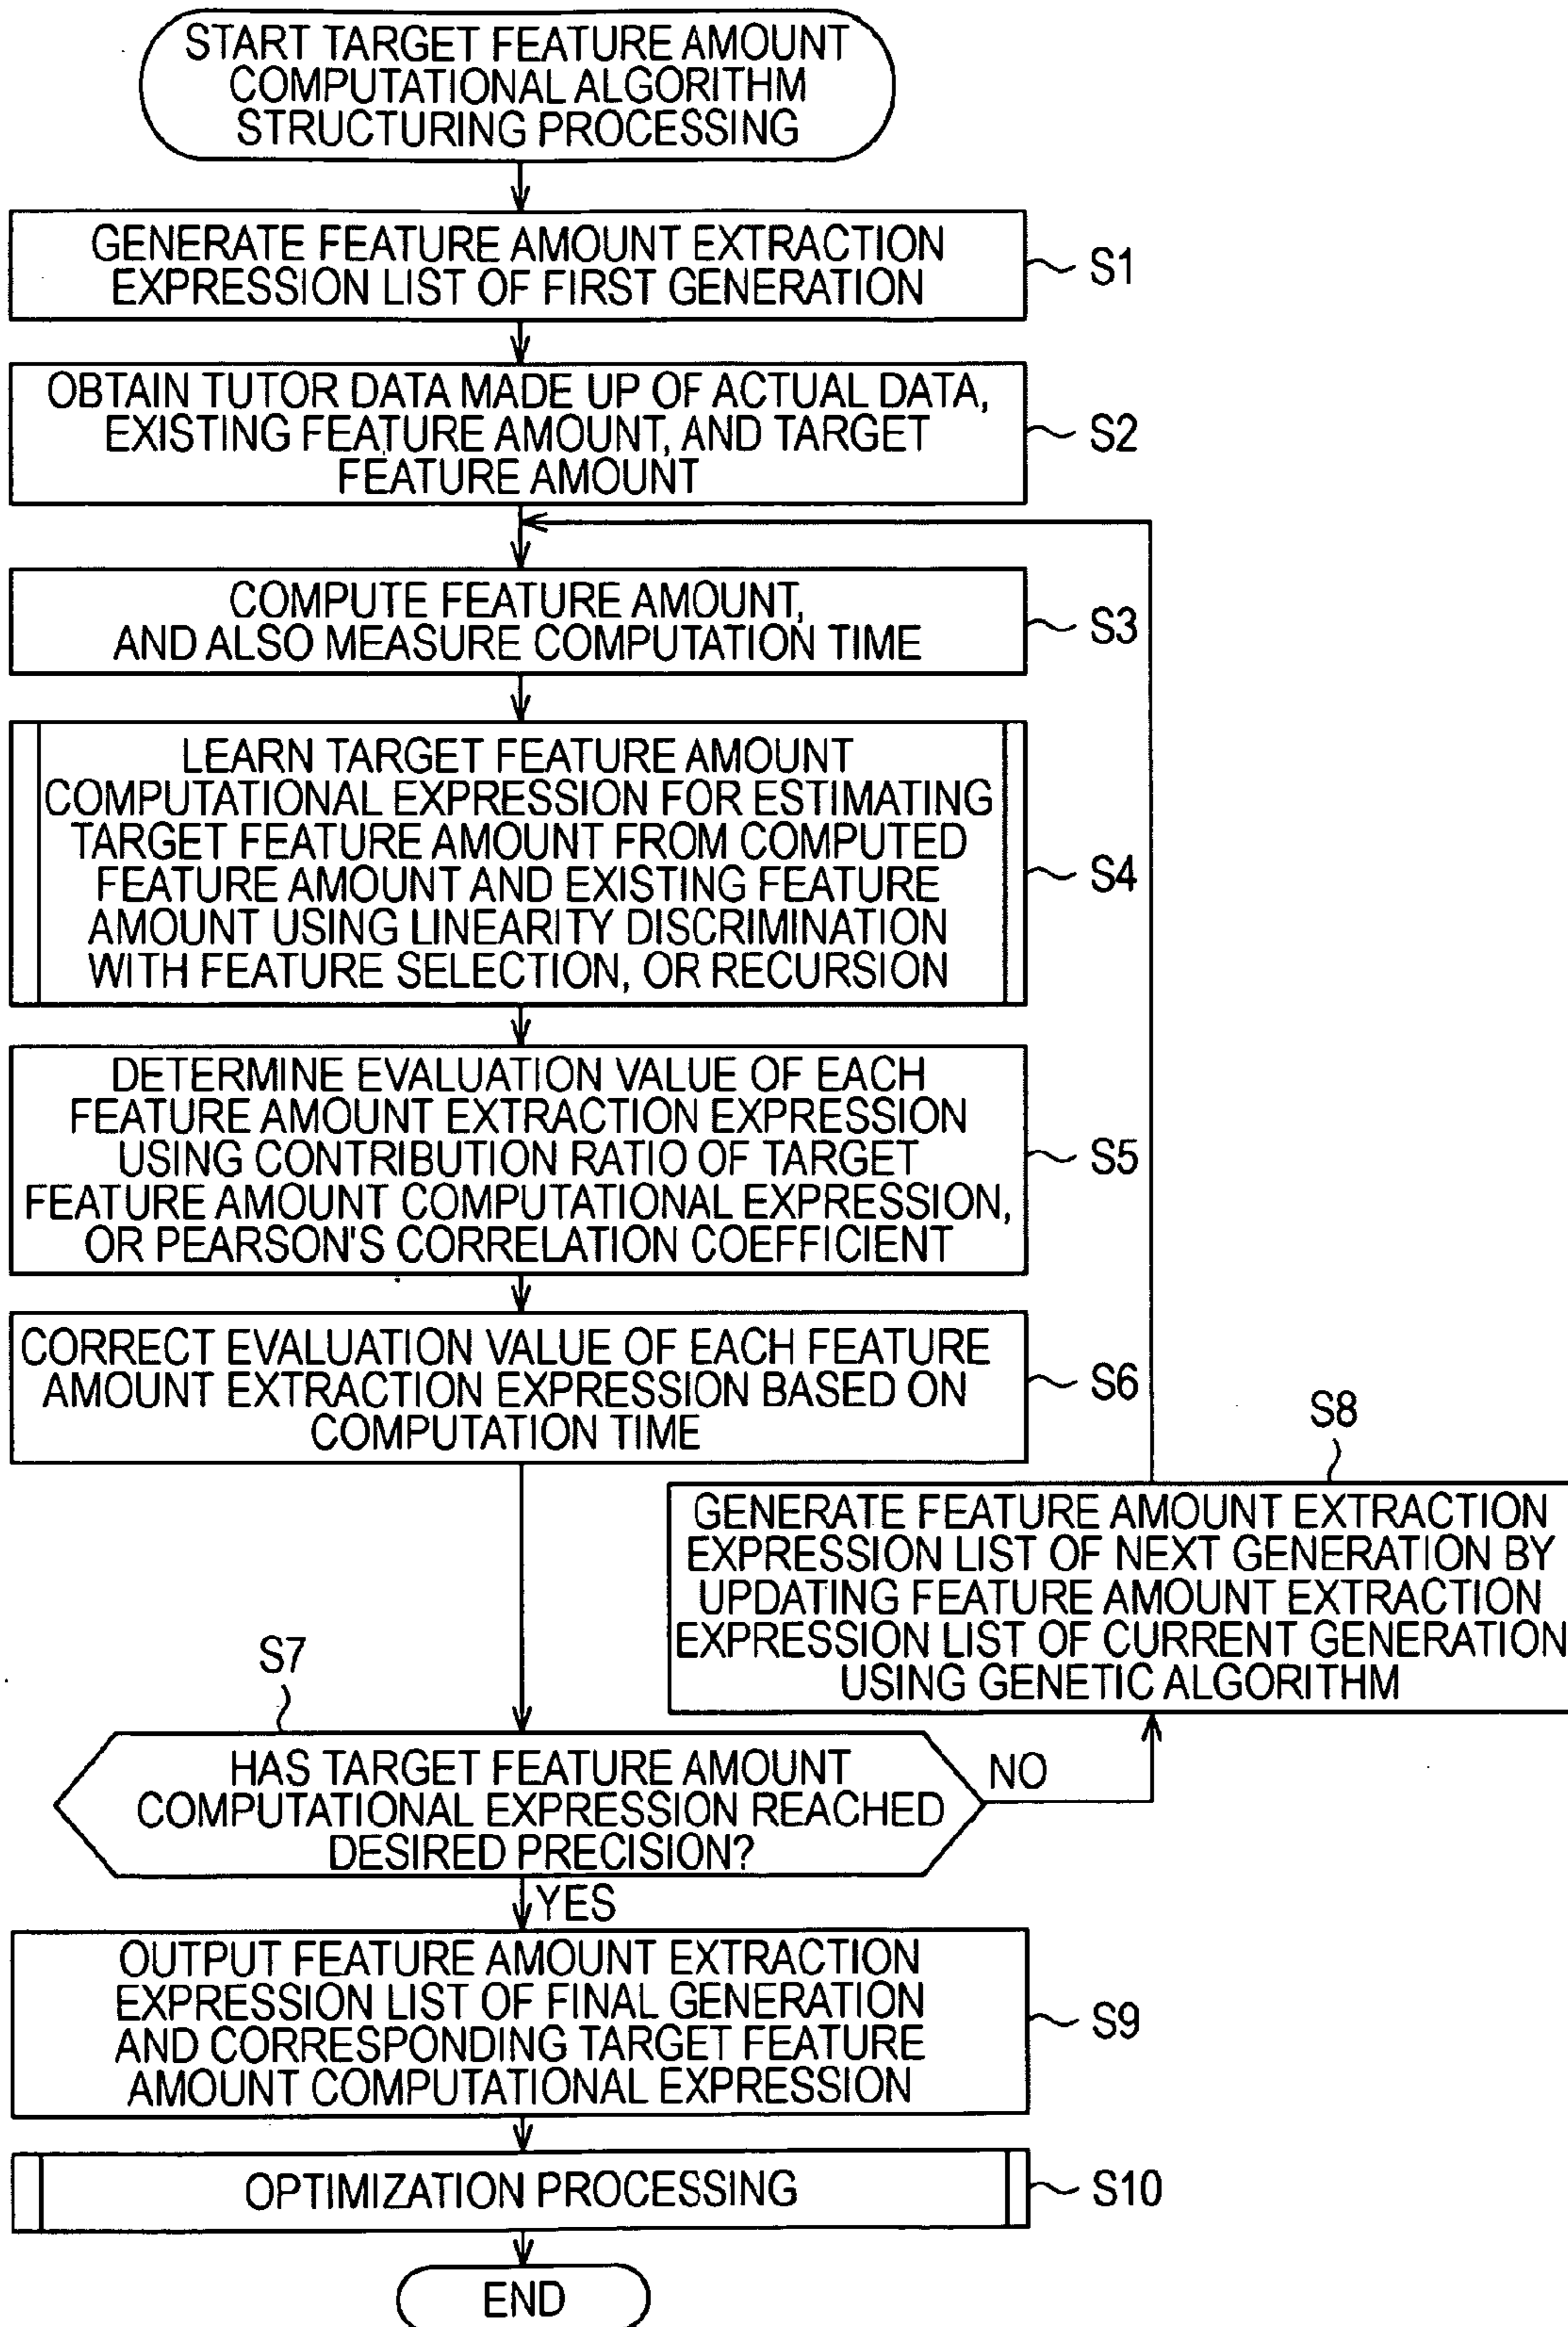 START TARGET FEATURE AMOUNT
COMPUTATIONAL ALGORITHM
STRUCTURING PROCESSING
GENERATE FEATURE AMOUNT EXTRACTION
EXPRESSION LIST OF FIRST GENERATION
S1
OBTAIN TUTOR DATA MADE UP OF ACTUAL DATA,
EXISTING FEATURE AMOUNT, AND TARGET
FEATURE AMOUNT
S2
COMPUTE FEATURE AMOUNT,
AND ALSO MEASURE COMPUTATION TIME
S3
LEARN TARGET FEATURE AMOUNT
COMPUTATIONAL EXPRESSION FOR ESTIMATING
TARGET FEATURE AMOUNT FROM COMPUTED
FEATURE AMOUNT AND EXISTING FEATURE
AMOUNT USING LINEARITY DISCRIMINATION
WITH FEATURE SELECTION, OR RECURSION
S4
DETERMINE EVALUATION VALUE OF EACH
FEATURE AMOUNT EXTRACTION EXPRESSION
USING CONTRIBUTION RATIO OF TARGET
FEATURE AMOUNT COMPUTATIONAL EXPRESSION,
OR PEARSON'S CORRELATION COEFFICIENT
S5
CORRECT EVALUATION VALUE OF EACH FEATURE
AMOUNT EXTRACTION EXPRESSION BASED ON
COMPUTATION TIME
S6
S8
GENERATE FEATURE AMOUNT EXTRACTION
EXPRESSION LIST OF NEXT GENERATION BY
UPDATING FEATURE AMOUNT EXTRACTION
EXPRESSION LIST OF CURRENT GENERATION
USING GENETIC ALGORITHM
S7
HAS TARGET FEATURE AMOUNT
COMPUTATIONAL EXPRESSION REACHED
DESIRED PRECISION?
NO
YES
OUTPUT FEATURE AMOUNT EXTRACTION
EXPRESSION LIST OF FINAL GENERATION
AND CORRESPONDING TARGET FEATURE
AMOUNT COMPUTATIONAL EXPRESSION
S9
OPTIMIZATION PROCESSING
S10
END